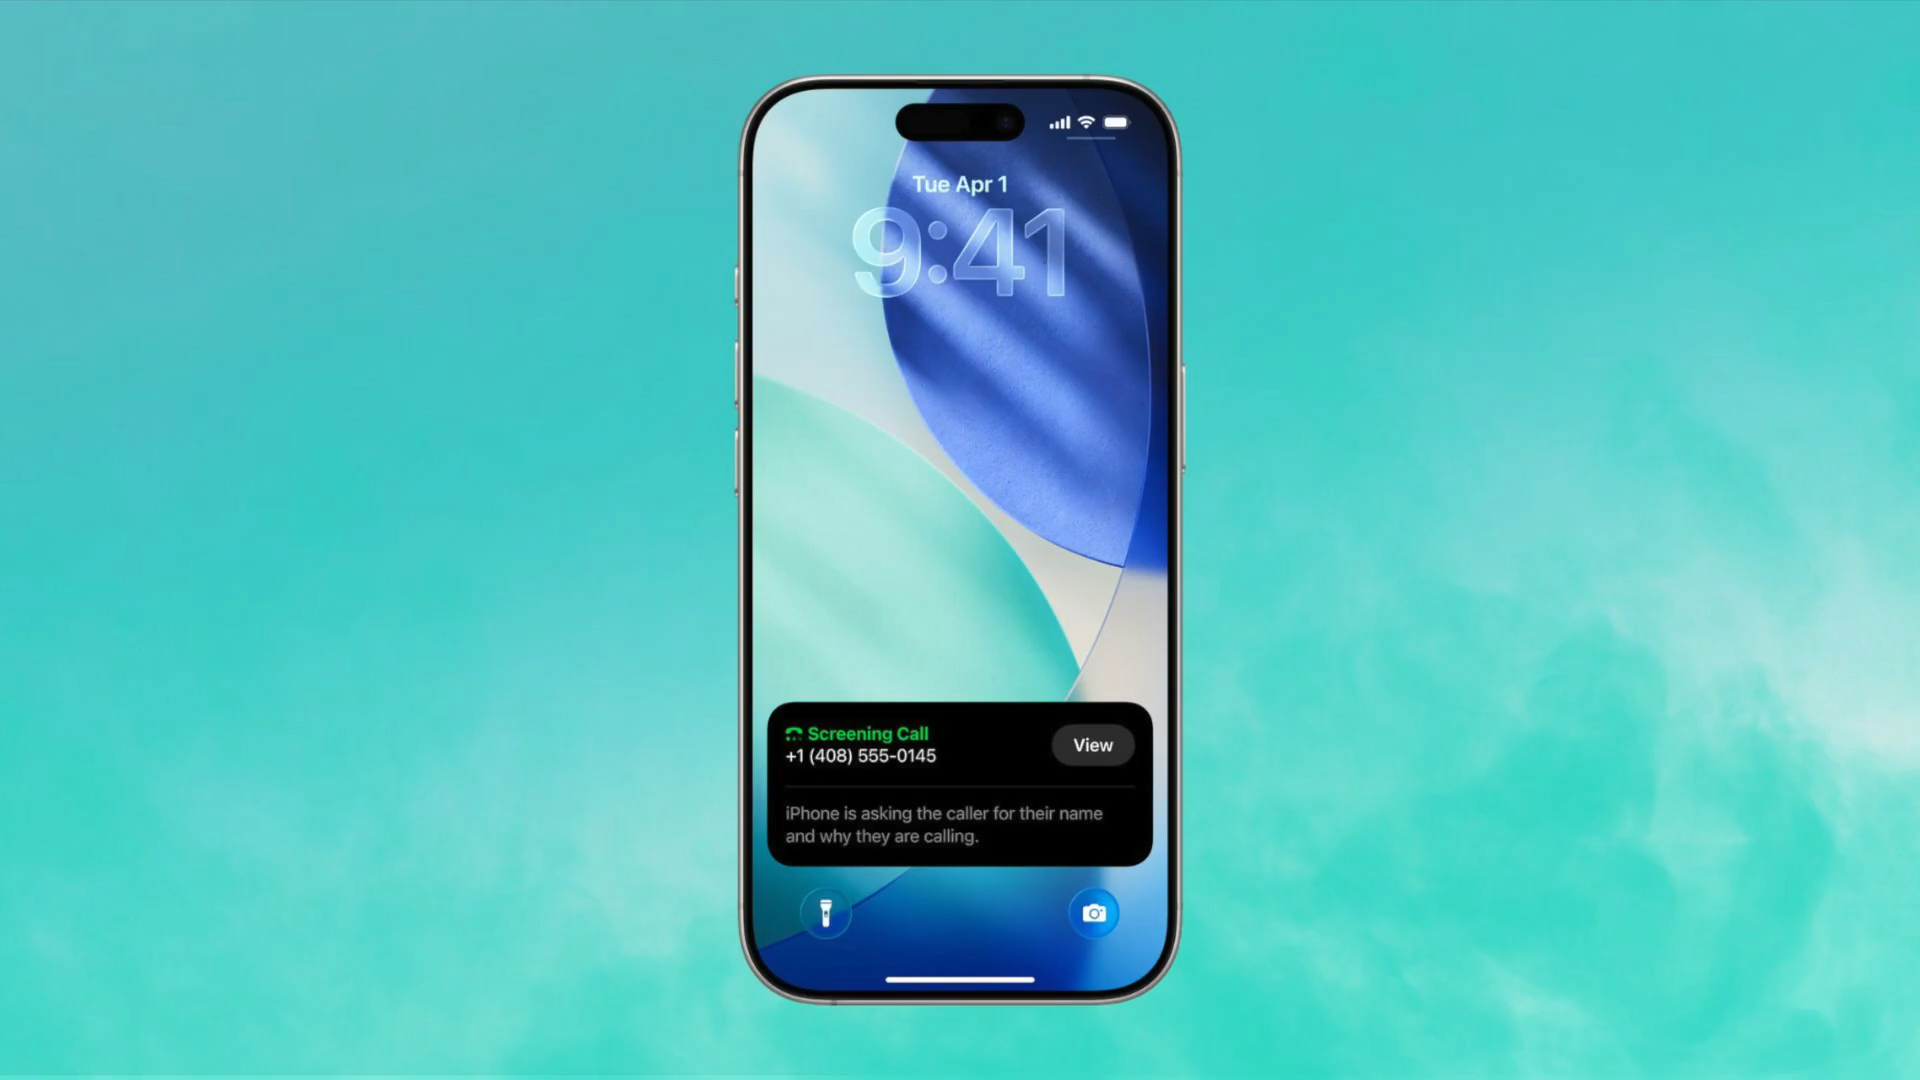 Tue Apr 1
9:41
Screening Call
+1 (408) 555-0145
View
iPhone is asking the caller for their name
and why they are calling.